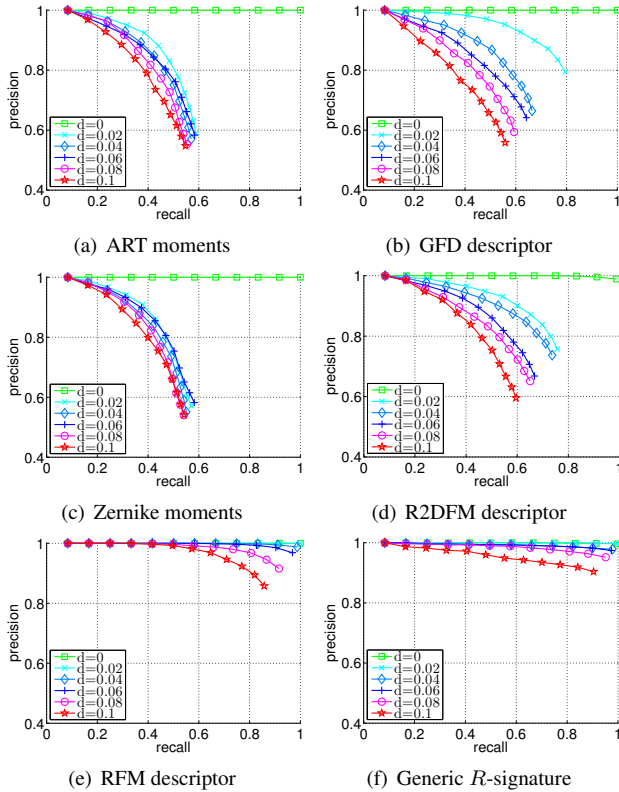 precision
1
0.8
0.6
0.4
0
0.2
0.4
0.6
0.8
1
recall
d=0
d=0.02
d=0.04
d=0.06
d=0.08
d=0.1
(a) ART moments
precision
1
0.8
0.6
0.4
0
0.2
0.4
0.6
0.8
1
recall
d=0
d=0.02
d=0.04
d=0.06
d=0.08
d=0.1
(b) GFD descriptor
precision
1
0.8
0.6
0.4
0
0.2
0.4
0.6
0.8
1
recall
d=0
d=0.02
d=0.04
d=0.06
d=0.08
d=0.1
(c) Zernike moments
precision
1
0.8
0.6
0.4
0
0.2
0.4
0.6
0.8
1
recall
d=0
d=0.02
d=0.04
d=0.06
d=0.08
d=0.1
(d) R2DFM descriptor
precision
1
0.8
0.6
0.4
0
0.2
0.4
0.6
0.8
1
recall
d=0
d=0.02
d=0.04
d=0.06
d=0.08
d=0.1
(e) RFM descriptor
precision
1
0.8
0.6
0.4
0
0.2
0.4
0.6
0.8
1
recall
d=0
d=0.02
d=0.04
d=0.06
d=0.08
d=0.1
(f) Generic R-signature